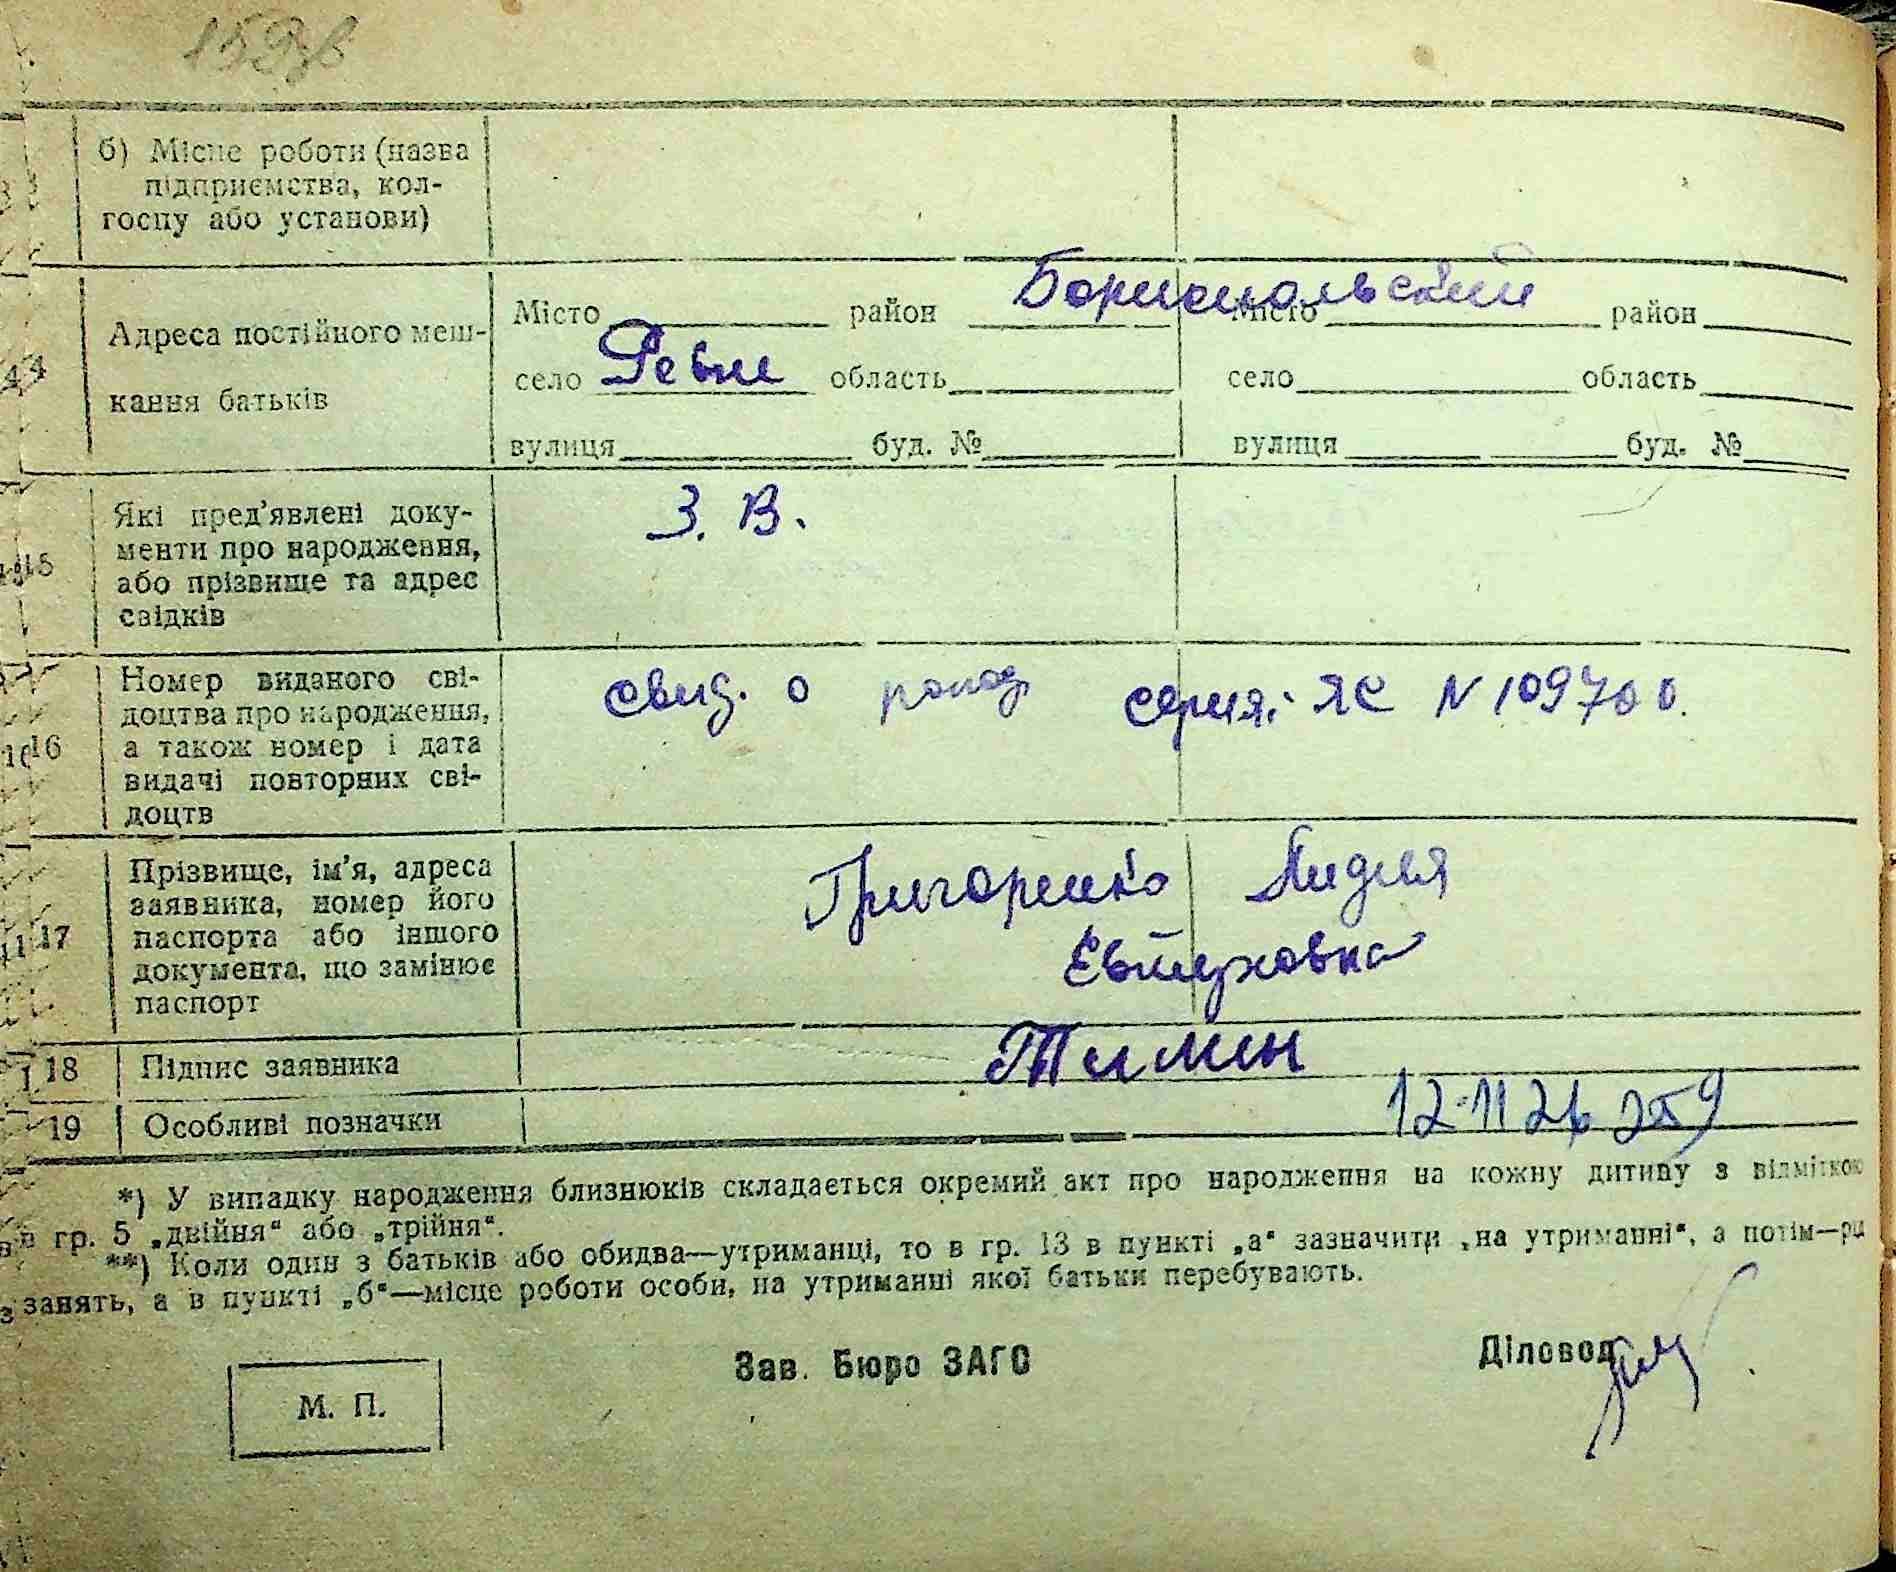 159зв
б) Місце роботи (назва
підприємства, кол-
госпу або установи)
Адреса постійного меш-
кання батьків
Місто район Бориспольский Місто район
село Ревне область село область
вулиця буд. № вулиця буд. №
15
Які пред'явлені доку-
менти про народження,
або прізвище та адрес
свідків
З. В.
16
Номер виданого сві-
доцтва про народження,
а також номер і дата
видачі повторних сві-
доцтв
Свид. о рожд серия: ЯС N 109700.
17
Прізвище, ім'я, адреса
заявника, номер його
паспорта або іншого
документа, що замінює
паспорт
Григоренко Лидия
Евтуховна
18 Підпис заявника
19 Особливі позначки
*) У випадку народження близнюків складається окремий акт про народження на кожну дитину з відміткою
в гр. 5 „двійня“ або „трійня“.
**) Коли один з батьків або обидва—утриманці, то в гр. 13 в пункті „а“ зазначити „на утриманні“, а потім—рід
занять, а в пункті „б“—місце роботи особи, на утриманні якої батьки перебувають.
М. П.
Зав. Бюро ЗАГС
Діловод